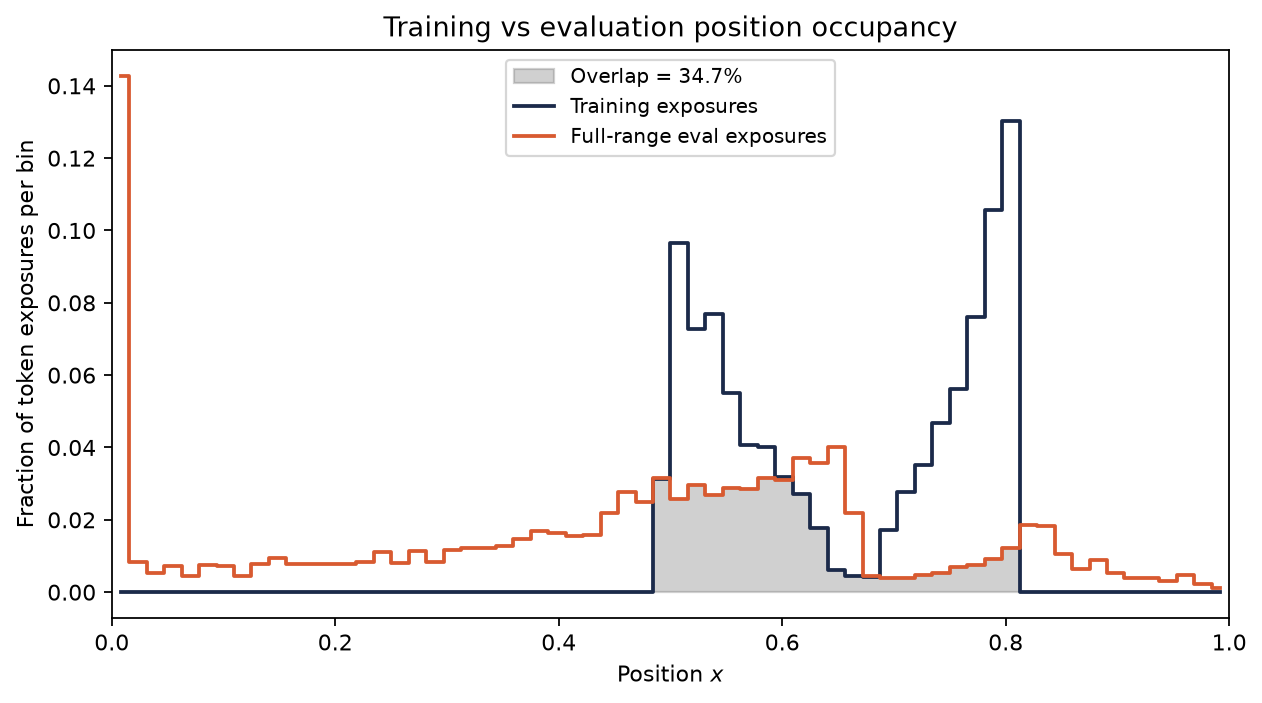 Training vs evaluation position occupancy
Overlap = 34.7%
Training exposures
Full-range eval exposures
Fraction of token exposures per bin
0.14
0.12
0.10
0.08
0.06
0.04
0.02
0.00
0.0 0.2 0.4 0.6 0.8 1.0
Position x